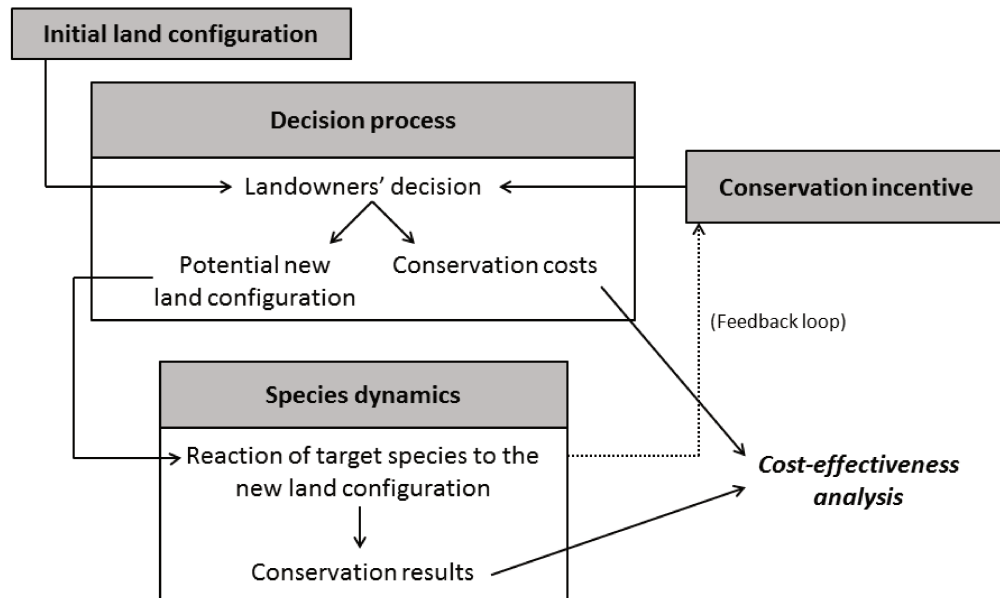 Initial land configuration
Decision process
Landowners’ decision
Potential new
land configuration
Conservation costs
Conservation incentive
(Feedback loop)
Species dynamics
Reaction of target species to the
new land configuration
Conservation results
Cost-effectiveness
analysis